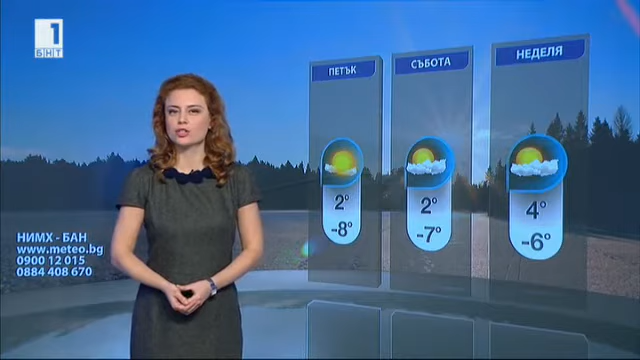 1
БНТ
ПЕТЪК
СЪБОТА
НЕДЕЛЯ
2°
-8°
2°
-7°
4°
-6°
НИМХ - БАН
www.meteo.bg
0900 12 015
0884 408 670